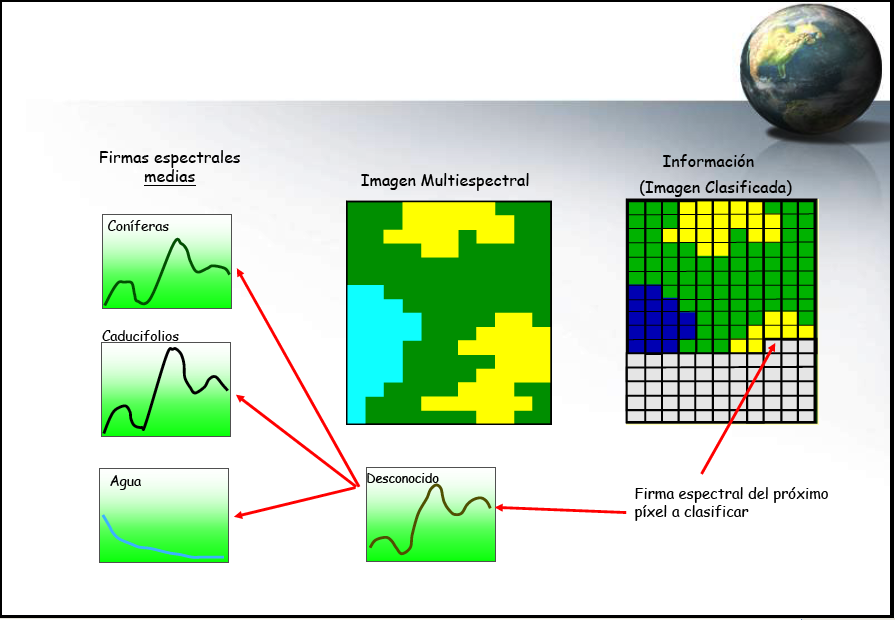 Firmas espectrales
medias
Coníferas
Caducifolios
Agua
Imagen Multiespectral
Desconocido
Información
(Imagen Clasificada)
Firma espectral del próximo
píxel a clasificar